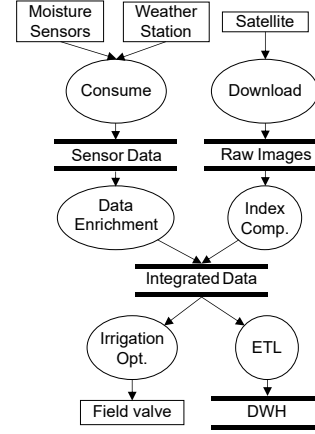 Moisture
Sensors
Weather
Station
Satellite
Consume
Download
Sensor Data
Raw Images
Data
Enrichment
Index
Comp.
Integrated Data
Irrigation
Opt.
ETL
Field valve
DWH